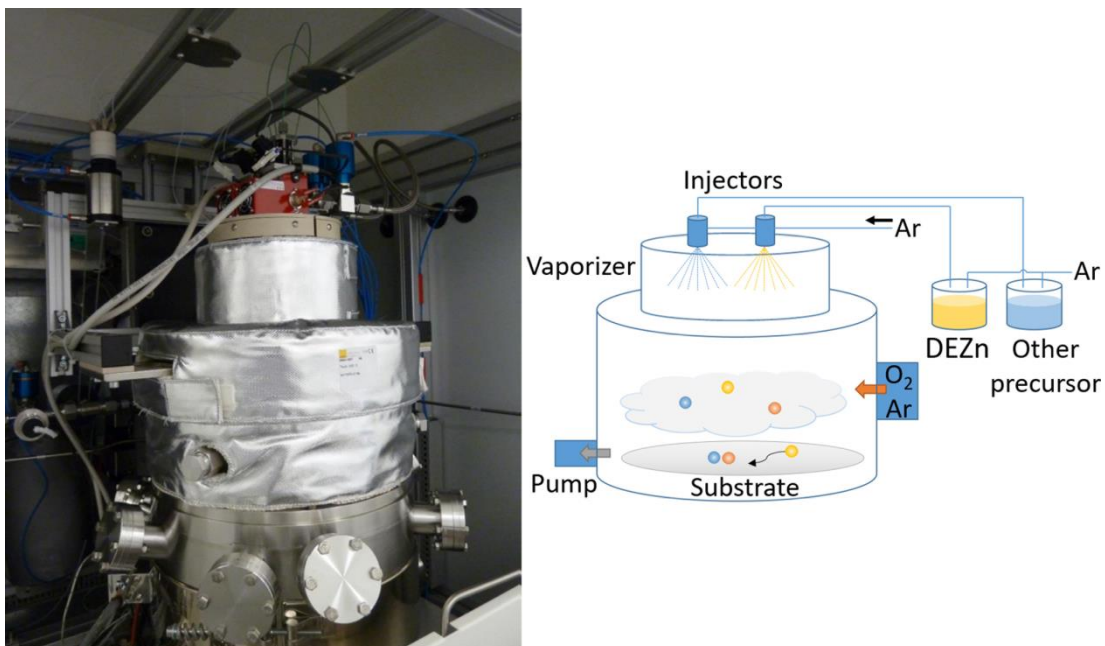 Injectors
Ar
Vaporizer
Ar
DEZn
Other
precursor
O₂
Ar
Pump
Substrate